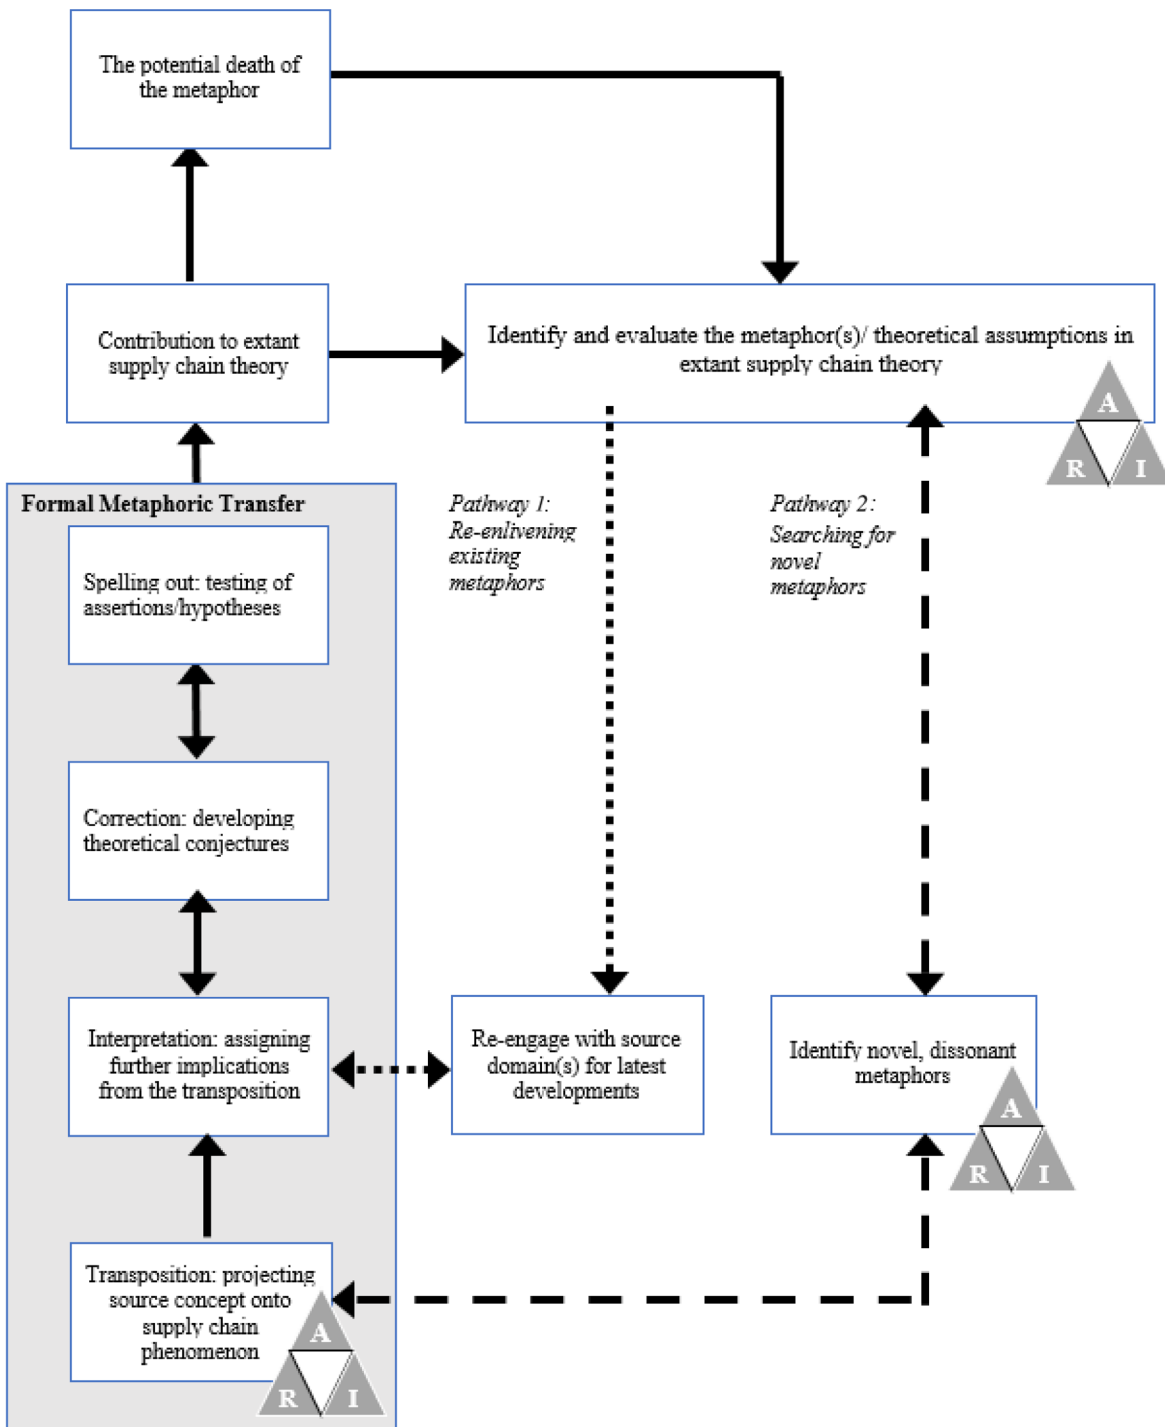 The potential death of
the metaphor
Contribution to extant
supply chain theory
Identify and evaluate the metaphor(s)/ theoretical assumptions in
extant supply chain theory
A
R I
Formal Metaphoric Transfer
Spelling out: testing of
assertions/hypotheses
Pathway 1:
Re-enlivening
existing
metaphors
Pathway 2:
Searching for
novel
metaphors
Correction: developing
theoretical conjectures
Interpretation: assigning
further implications
from the transposition
Re-engage with source
domain(s) for latest
developments
Identify novel, dissonant
metaphors
A
R I
Transposition: projecting
source concept onto
supply chain
phenomenon
A
R I